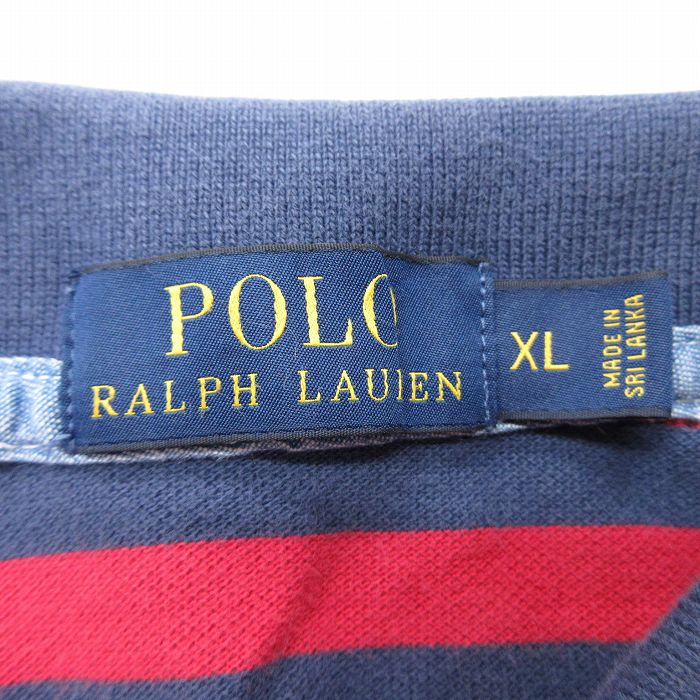 POLO
RALPH LAUREN
XL
MADE IN
SRI LANKA